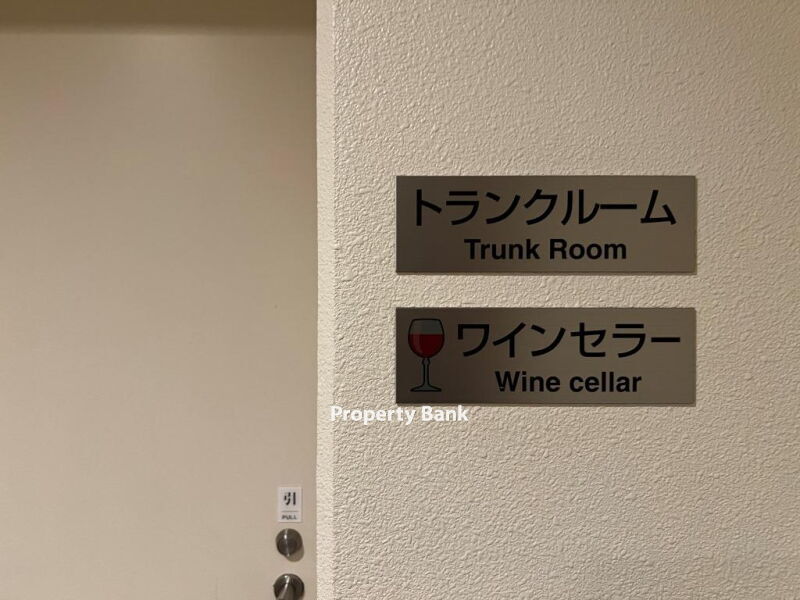 トランクルーム
Trunk Room
ワインセラー
Wine cellar
Property Bank
引
PULL